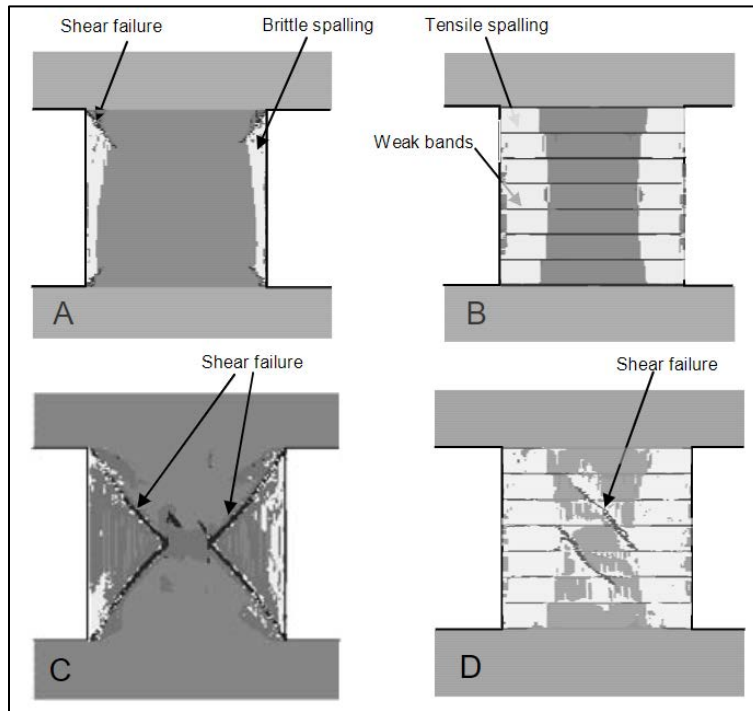 Shear failure
Brittle spalling
Tensile spalling
Weak bands
A
B
Shear failure
Shear failure
C
D